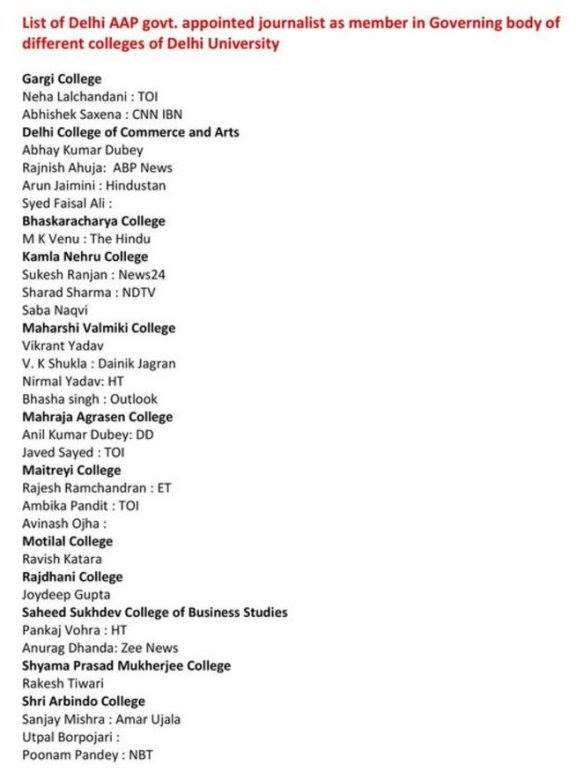 List of Delhi AAP govt. appointed journalist as member in Governing body of
different colleges of Delhi University
Gargi College
Neha Lalchandani : TOI
Abhishek Saxena : CNN IBN
Delhi College of Commerce and Arts
Abhay Kumar Dubey
Rajnish Ahuja: ABP News
Arun Jaimini : Hindustan
Syed Faisal Ali :
Bhaskaracharya College
M K Venu : The Hindu
Kamla Nehru College
Sukesh Ranjan : News24
Sharad Sharma : NDTV
Saba Naqvi
Maharshi Valmiki College
Vikrant Yadav
V. K Shukla : Dainik Jagran
Nirmal Yadav: HT
Bhasha singh : Outlook
Mahraja Agrasen College
Anil Kumar Dubey: DD
Javed Sayed : TOI
Maitreyi College
Rajesh Ramchandran : ET
Ambika Pandit : TOI
Avinash Ojha :
Motilal College
Ravish Katara
Rajdhani College
Joydeep Gupta
Saheed Sukhdev College of Business Studies
Pankaj Vohra : HT
Anurag Dhanda: Zee News
Shyama Prasad Mukherjee College
Rakesh Tiwari
Shri Arbindo College
Sanjay Mishra : Amar Ujala
Utpal Borpojari :
Poonam Pandey : NBT